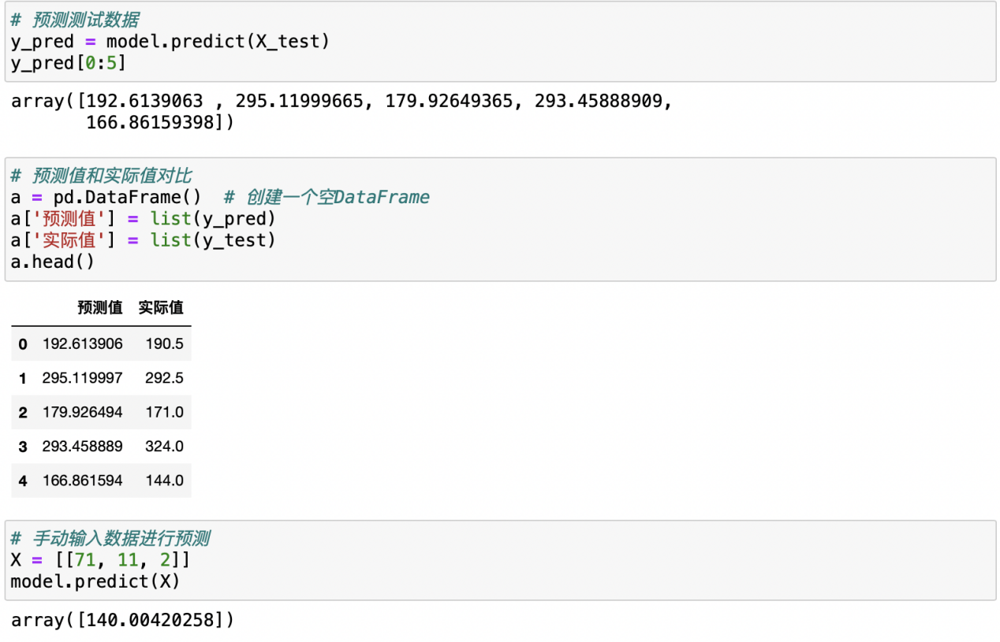 # 预测测试数据
y_pred = model.predict(X_test)
y_pred[0:5]
array([192.6139063 , 295.11999665, 179.92649365, 293.45888909,
       166.86159398])
# 预测值和实际值对比
a = pd.DataFrame()  # 创建一个空DataFrame
a['预测值'] = list(y_pred)
a['实际值'] = list(y_test)
a.head()
预测值 实际值
0 192.613906 190.5
1 295.119997 292.5
2 179.926494 171.0
3 293.458889 324.0
4 166.861594 144.0
# 手动输入数据进行预测
X = [[71, 11, 2]]
model.predict(X)
array([140.00420258])